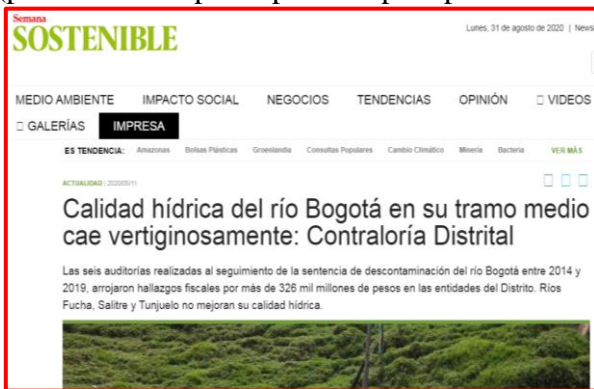 Semana
SOSTENIBLE
Lunes, 31 de agosto de 2020 |
MEDIO AMBIENTE IMPACTO SOCIAL NEGOCIOS TENDENCIAS OPINIÓN VIDEOS
GALERÍAS IMPRESA
ES TENDENCIA: Amazonas Bolsas Plásticas Groenlandia Consultas Populares Cambio Climático Minería Bacteria VER MÁS
ACTUALIDAD | 2020/05/11
Calidad hídrica del río Bogotá en su tramo medio
cae vertiginosamente: Contraloría Distrital
Las seis auditorías realizadas al seguimiento de la sentencia de descontaminación del río Bogotá entre 2014 y
2019, arrojaron hallazgos fiscales por más de 326 mil millones de pesos en las entidades del Distrito. Ríos
Fucha, Salitre y Tunjuelo no mejoran su calidad hídrica.